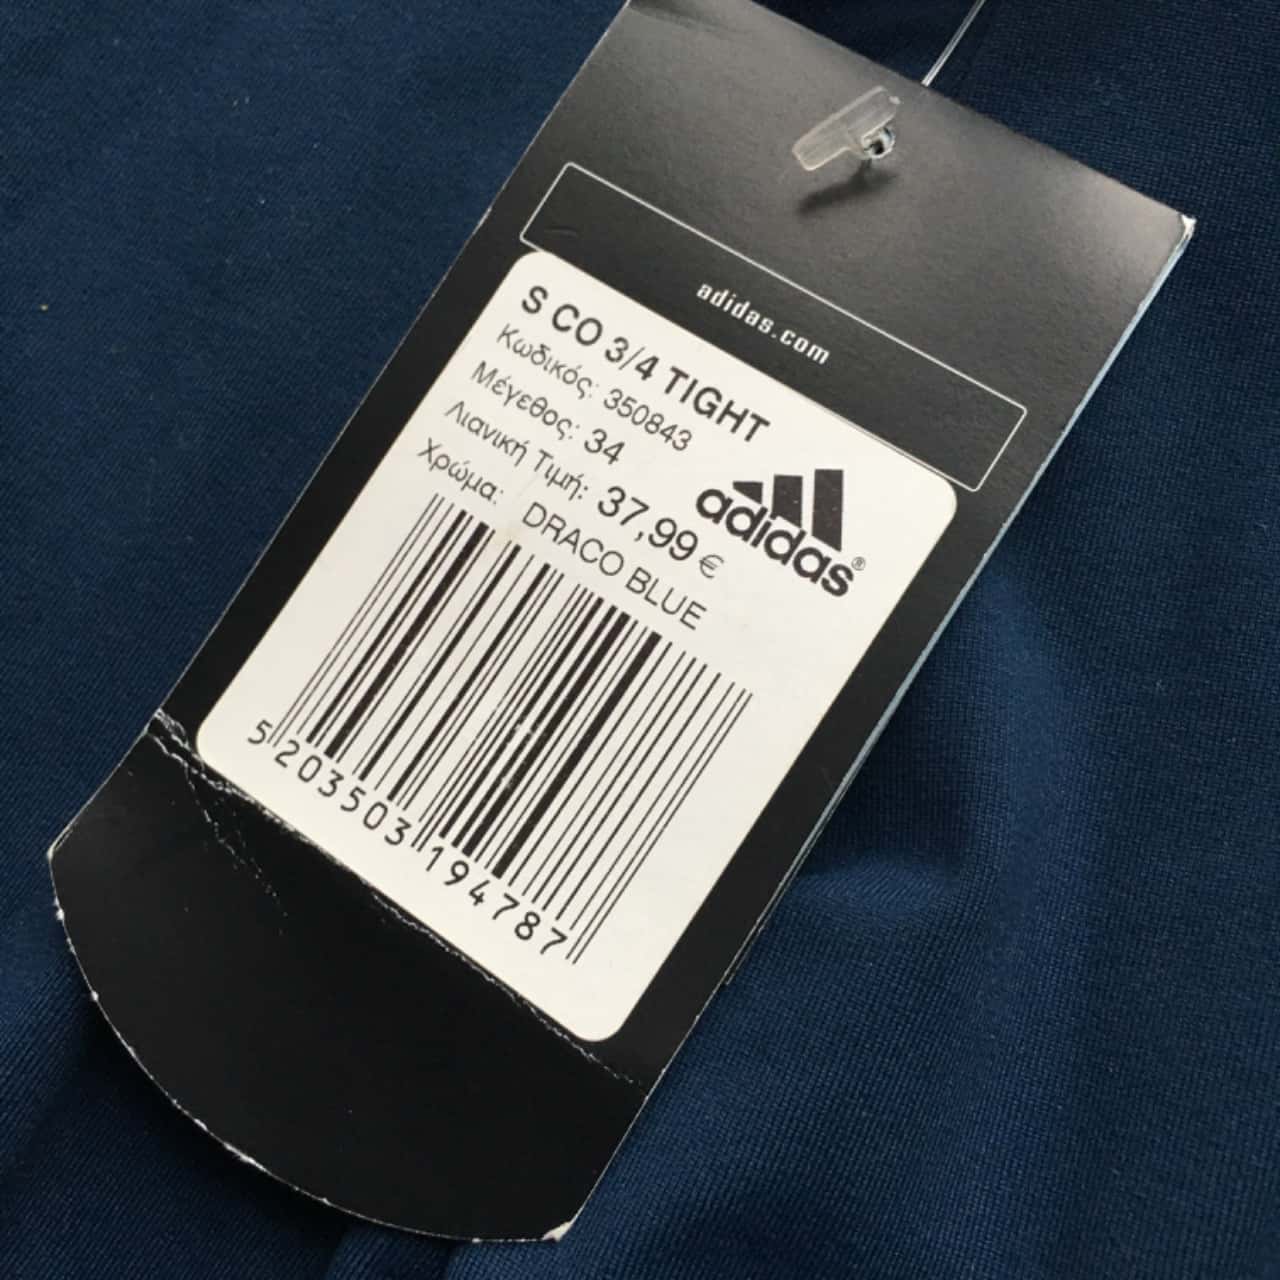 adidas.com
S CO 3/4 TIGHT
Κωδικός: 350843
Μέγεθος: 34
Λιανική Τιμή: 37,99 €
Χρώμα: DRACO BLUE
adidas®
5 203503 194787